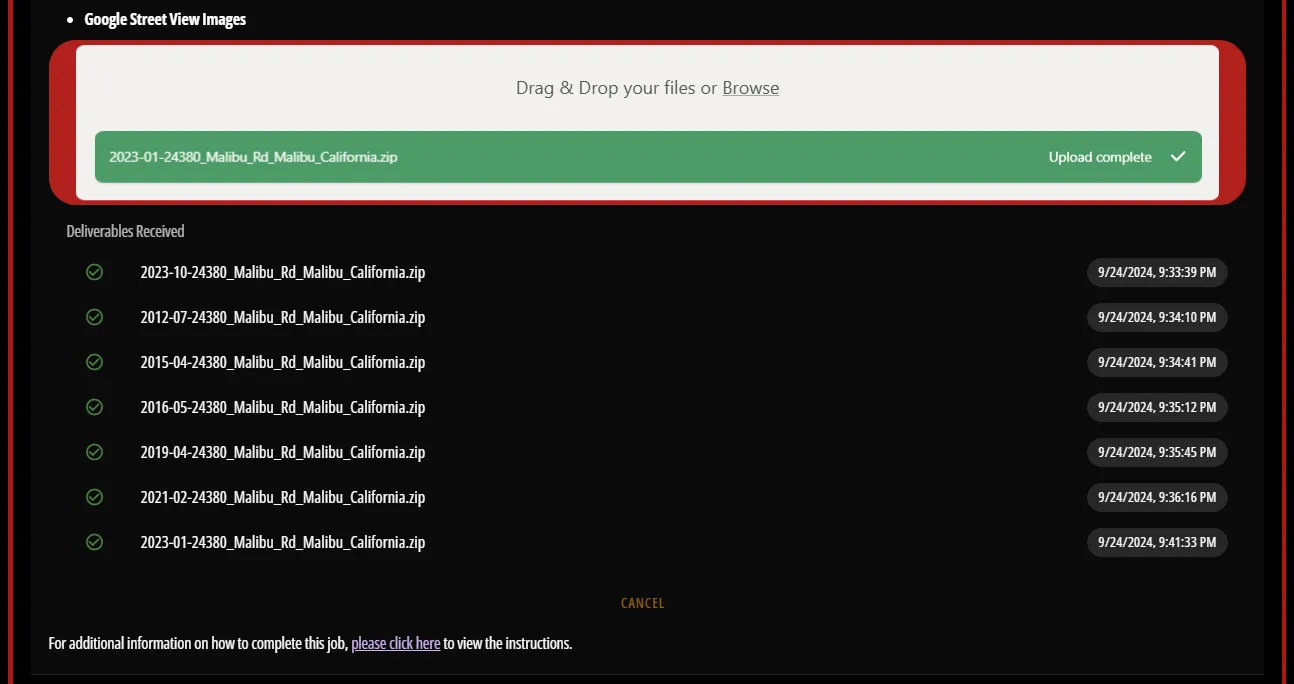 Google Street View Images
Drag & Drop your files or Browse
2023-01-24380_Malibu_Rd_Malibu_California.zip Upload complete
Deliverables Received
2023-10-24380_Malibu_Rd_Malibu_California.zip 9/24/2024, 9:33:39 PM
2012-07-24380_Malibu_Rd_Malibu_California.zip 9/24/2024, 9:34:10 PM
2015-04-24380_Malibu_Rd_Malibu_California.zip 9/24/2024, 9:34:41 PM
2016-05-24380_Malibu_Rd_Malibu_California.zip 9/24/2024, 9:35:12 PM
2019-04-24380_Malibu_Rd_Malibu_California.zip 9/24/2024, 9:35:45 PM
2021-02-24380_Malibu_Rd_Malibu_California.zip 9/24/2024, 9:36:16 PM
2023-01-24380_Malibu_Rd_Malibu_California.zip 9/24/2024, 9:41:33 PM
CANCEL
For additional information on how to complete this job, please click here to view the instructions.